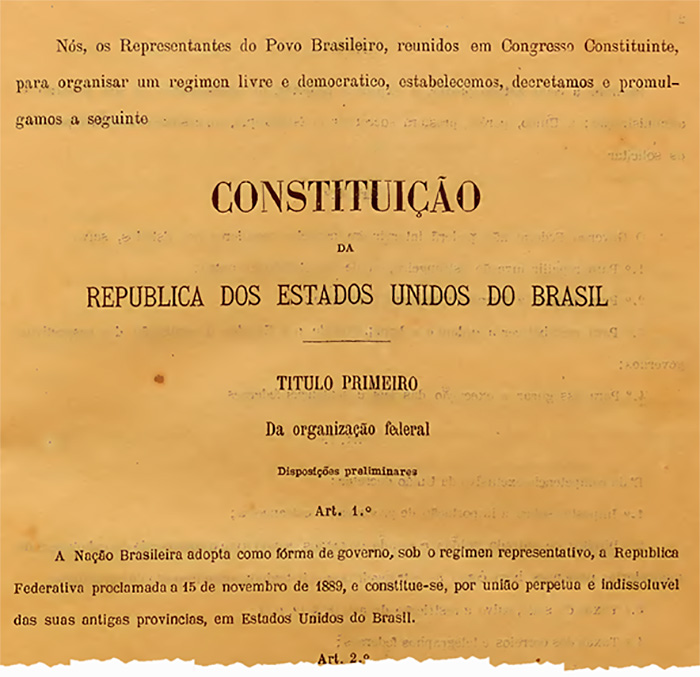 Nós, os Representantes do Povo Brasileiro, reunidos em Congresso Constituinte,
para organisar um regimen livre e democratico, estabelecemos, decretamos e promul-
gamos a seguinte
CONSTITUIÇÃO
DA
REPUBLICA DOS ESTADOS UNIDOS DO BRASIL
TITULO PRIMEIRO
Da organização federal
Disposições preliminares
Art. 1.º
A Nação Brasileira adopta como fórma de governo, sob o regimen representativo, a Republica
Federativa proclamada a 15 de novembro de 1889, e constitue-se, por união perpetua e indissoluvel
das suas antigas provincias, em Estados Unidos do Brasil.
Art. 2.º